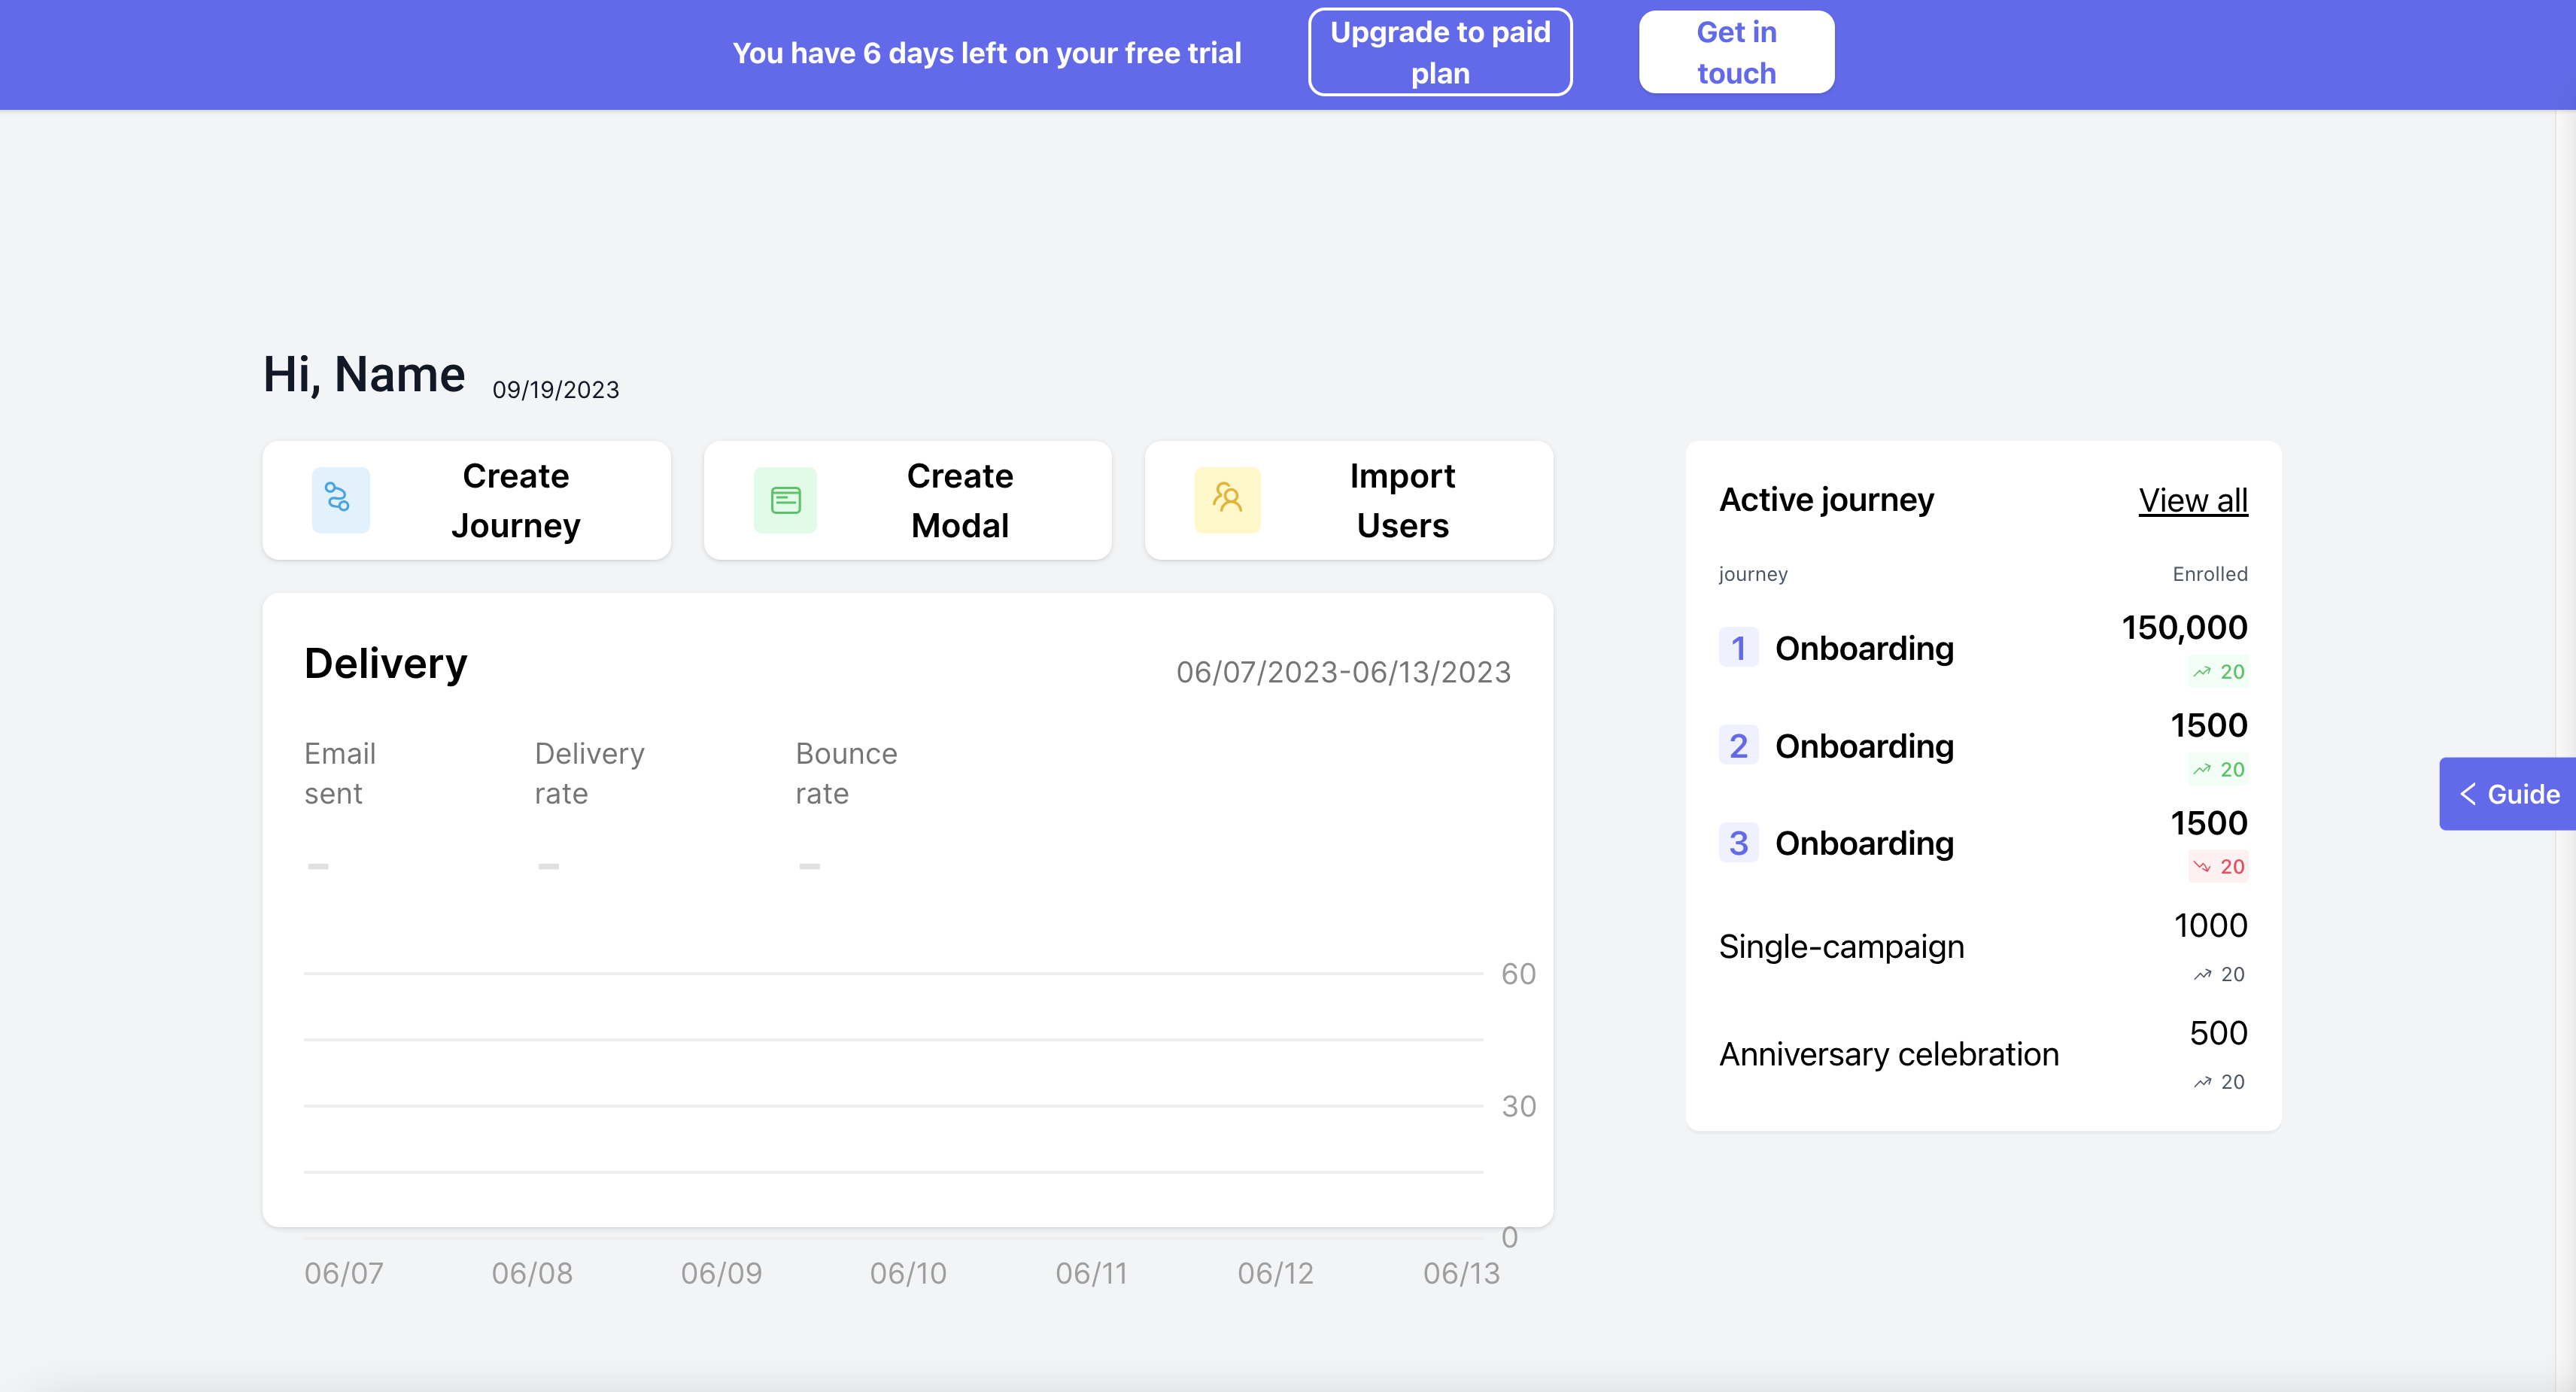 You have 6 days left on your free trial
Upgrade to paid
plan
Get in
touch
Hi, Name 09/19/2023
Create
Journey
Create
Modal
Import
Users
Delivery
06/07/2023-06/13/2023
Email
sent
Delivery
rate
Bounce
rate
–
–
–
60
30
0
06/07 06/08 06/09 06/10 06/11 06/12 06/13
Active journey
View all
journey
Enrolled
1 Onboarding
150,000
20
2 Onboarding
1500
20
3 Onboarding
1500
20
Single-campaign
1000
20
Anniversary celebration
500
20
Guide